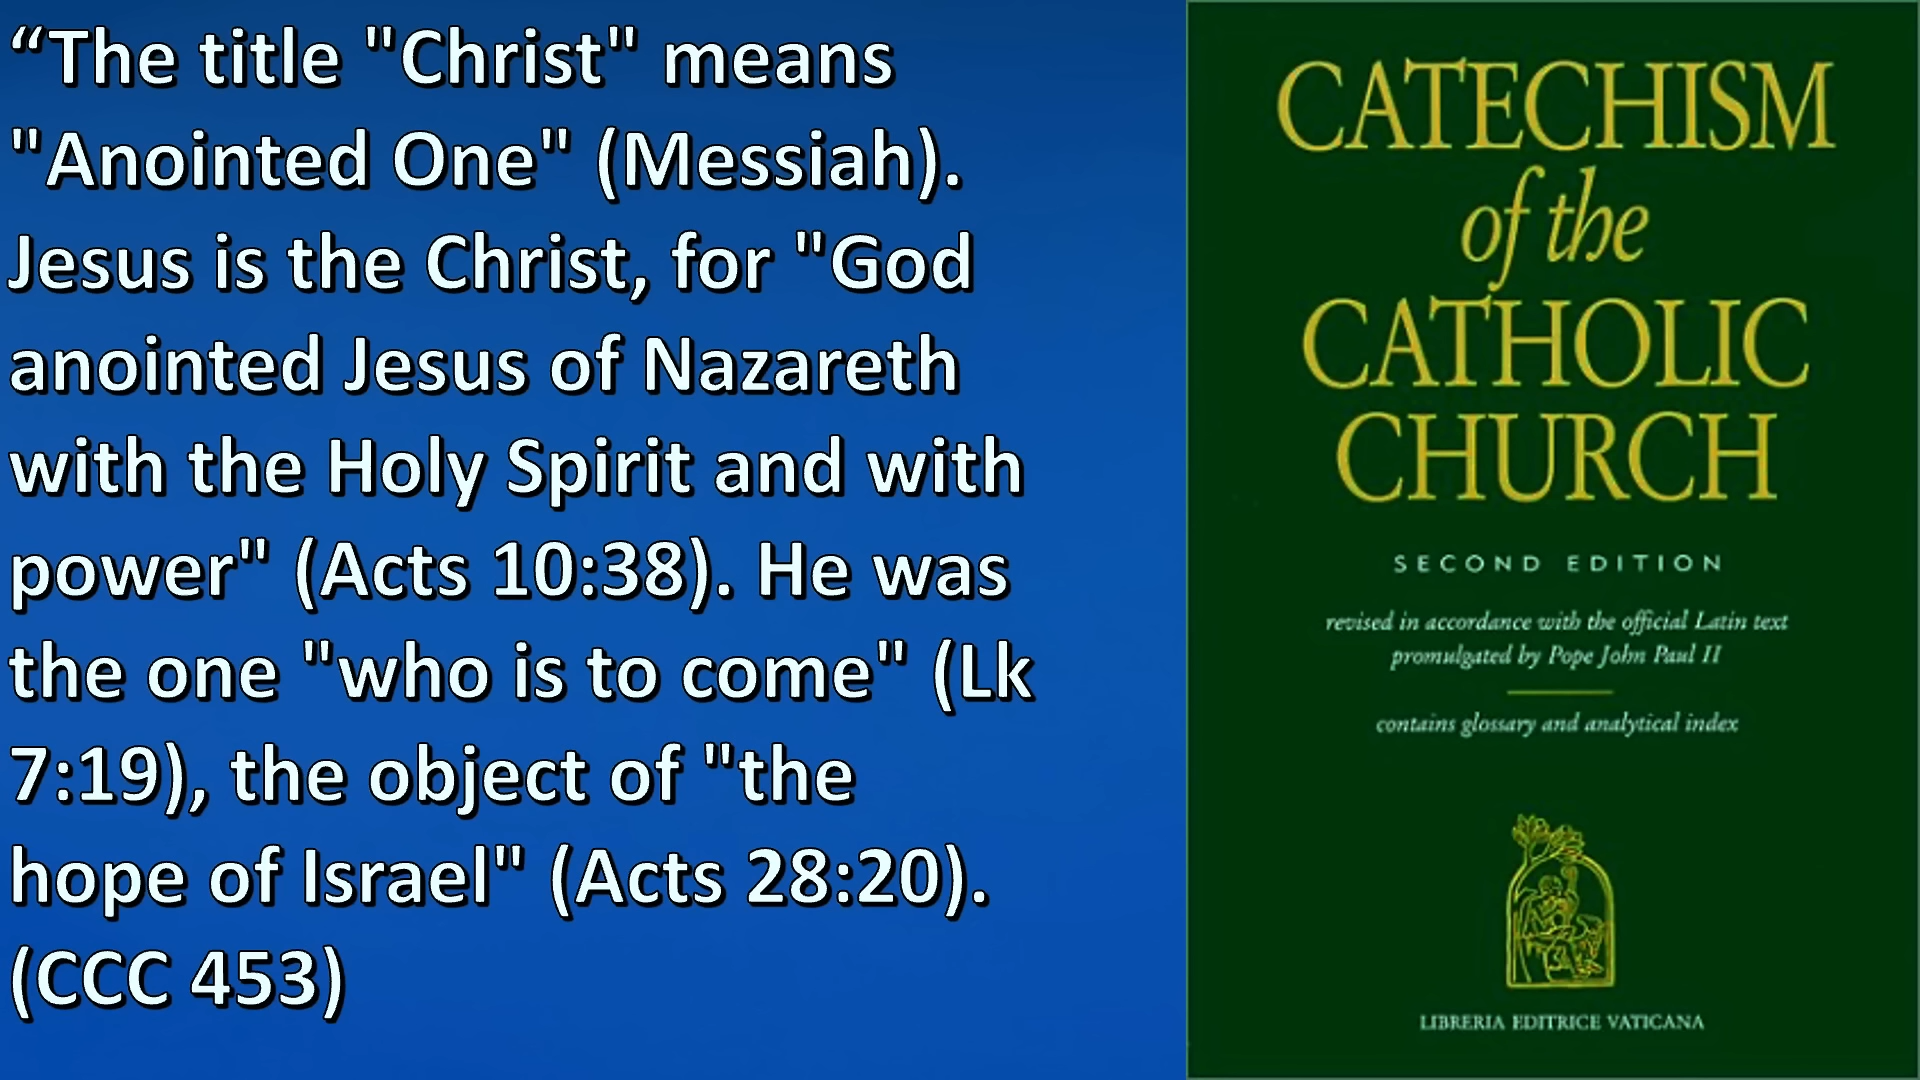 “The title "Christ" means
"Anointed One" (Messiah).
Jesus is the Christ, for "God
anointed Jesus of Nazareth
with the Holy Spirit and with
power" (Acts 10:38). He was
the one "who is to come" (Lk
7:19), the object of "the
hope of Israel" (Acts 28:20).
(CCC 453)
CATECHISM
of the
CATHOLIC
CHURCH
SECOND EDITION
revised in accordance with the official Latin text
promulgated by Pope John Paul II
contains glossary and analytical index
LIBRERIA EDITRICE VATICANA